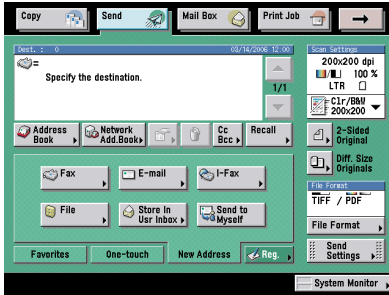 Copy
Send
Mail Box
Print Job
Dest. : 0
03/14/2006 12:00
Specify the destination.
1/1
Address
Book
Network
Add.Book
Cc
Bcc
Recall
Fax
E-mail
I-Fax
File
Store In
Usr Inbox
Send to
Myself
Favorites
One-touch
New Address
Reg.
Scan Settings
200x200 dpi
100 %
LTR
Clr/B&W
200x200
2-Sided
Original
Diff. Size
Originals
File Format
TIFF / PDF
File Format
Send
Settings
System Monitor